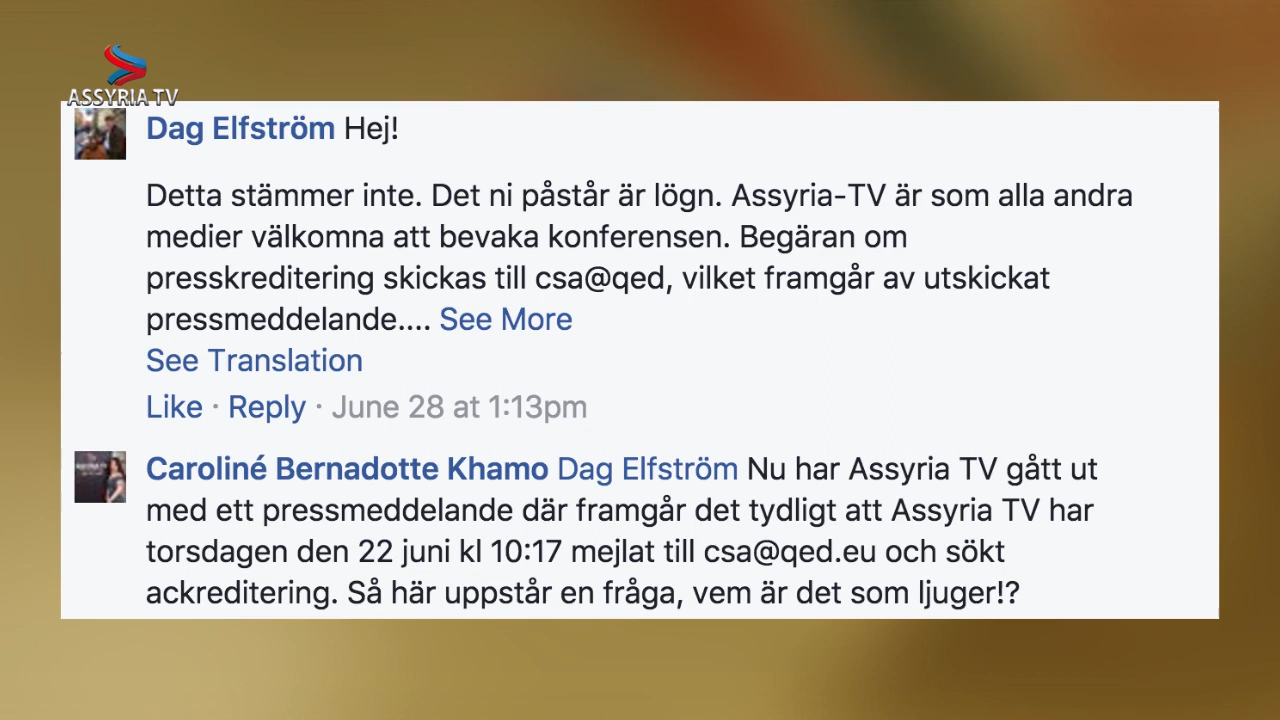 ASSYRIA TV
Dag Elfström Hej!
Detta stämmer inte. Det ni påstår är lögn. Assyria-TV är som alla andra
medier välkomna att bevaka konferensen. Begäran om
presskreditering skickas till csa@qed, vilket framgår av utskickat
pressmeddelande.... See More
See Translation
Like · Reply · June 28 at 1:13pm
Caroliné Bernadotte Khamo Dag Elfström Nu har Assyria TV gått ut
med ett pressmeddelande där framgår det tydligt att Assyria TV har
torsdagen den 22 juni kl 10:17 mejlat till csa@qed.eu och sökt
ackreditering. Så här uppstår en fråga, vem är det som ljuger!?